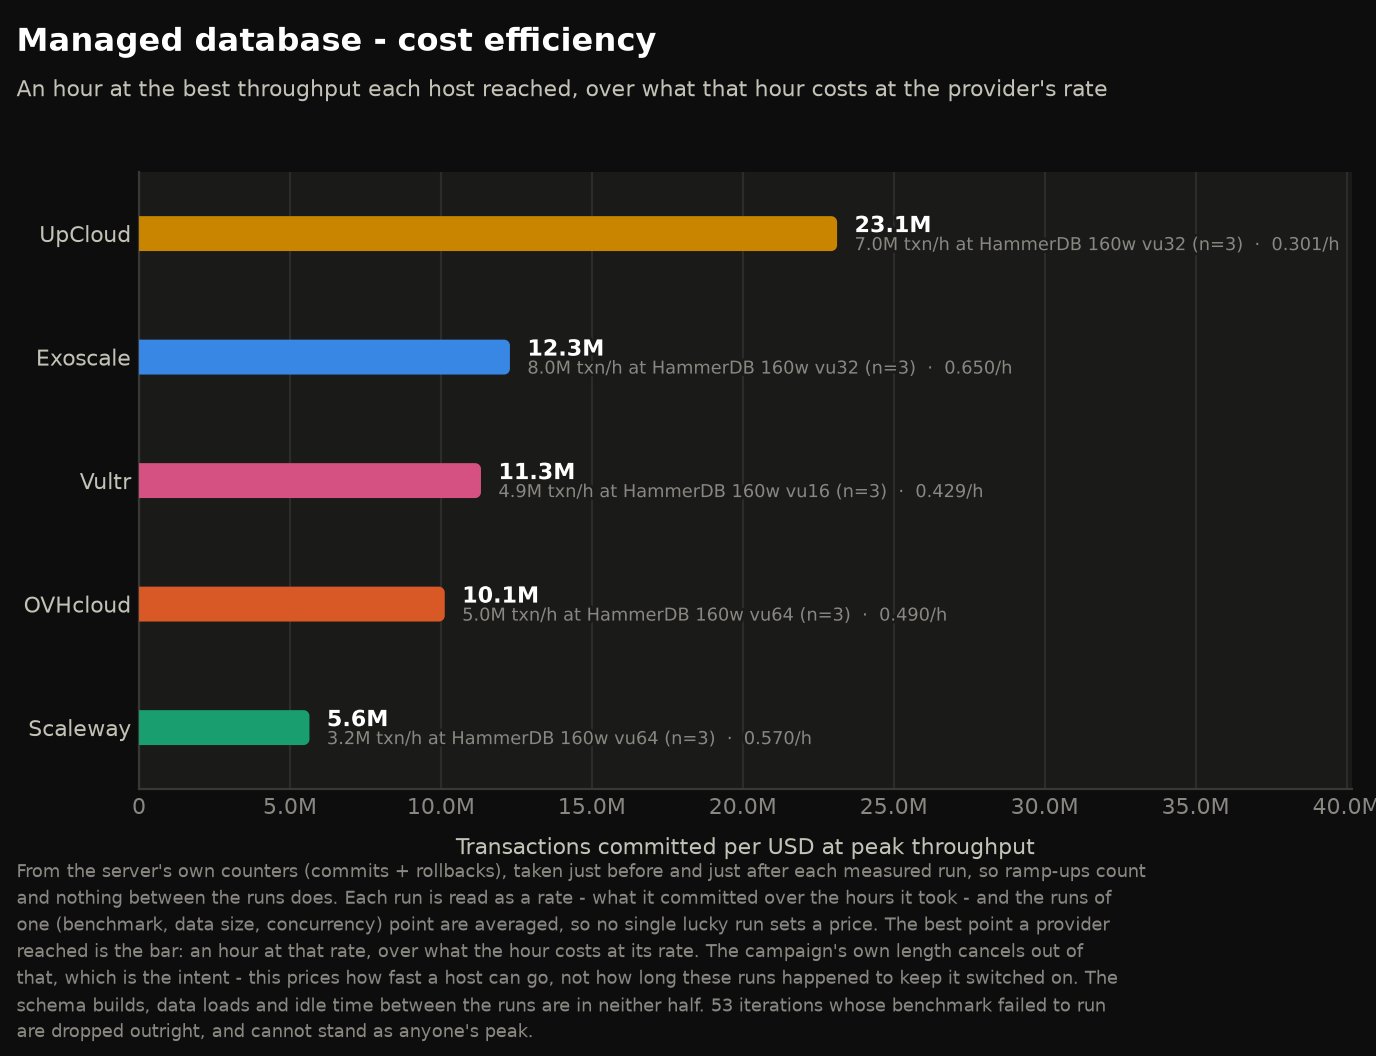 Managed database - cost efficiency
An hour at the best throughput each host reached, over what that hour costs at the provider's rate
UpCloud
23.1M
7.0M txn/h at HammerDB 160w vu32 (n=3) · 0.301/h
Exoscale
12.3M
8.0M txn/h at HammerDB 160w vu32 (n=3) · 0.650/h
Vultr
11.3M
4.9M txn/h at HammerDB 160w vu16 (n=3) · 0.429/h
OVHcloud
10.1M
5.0M txn/h at HammerDB 160w vu64 (n=3) · 0.490/h
Scaleway
5.6M
3.2M txn/h at HammerDB 160w vu64 (n=3) · 0.570/h
0 5.0M 10.0M 15.0M 20.0M 25.0M 30.0M 35.0M 40.0M
Transactions committed per USD at peak throughput
From the server's own counters (commits + rollbacks), taken just before and just after each measured run, so ramp-ups count
and nothing between the runs does. Each run is read as a rate - what it committed over the hours it took - and the runs of
one (benchmark, data size, concurrency) point are averaged, so no single lucky run sets a price. The best point a provider
reached is the bar: an hour at that rate, over what the hour costs at its rate. The campaign's own length cancels out of
that, which is the intent - this prices how fast a host can go, not how long these runs happened to keep it switched on. The
schema builds, data loads and idle time between the runs are in neither half. 53 iterations whose benchmark failed to run
are dropped outright, and cannot stand as anyone's peak.